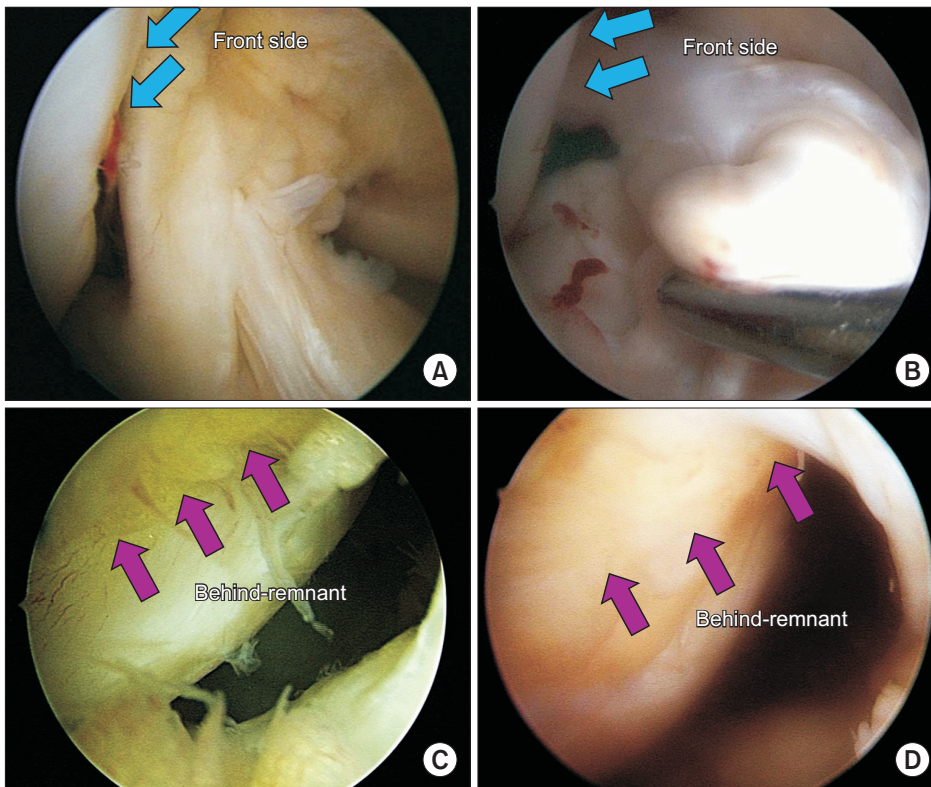 Front side
A
Front side
B
Behind-remnant
C
Behind-remnant
D